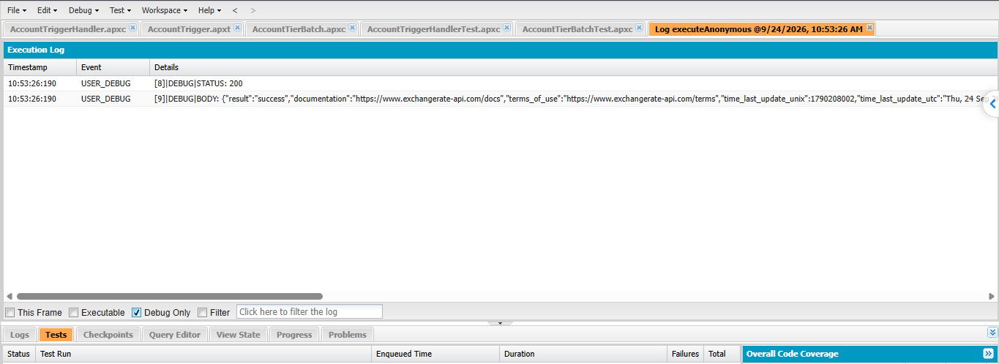 File Edit Debug Test Workspace Help < >
AccountTriggerHandler.apxc AccountTrigger.apxt AccountTierBatch.apxc AccountTriggerHandlerTest.apxc AccountTierBatchTest.apxc Log executeAnonymous @9/24/2026, 10:53:26 AM
Execution Log
Timestamp Event Details
10:53:26:190 USER_DEBUG [8]|DEBUG|STATUS: 200
10:53:26:190 USER_DEBUG [9]|DEBUG|BODY: {"result":"success","documentation":"https://www.exchangerate-api.com/docs","terms_of_use":"https://www.exchangerate-api.com/terms","time_last_update_unix":1790208002,"time_last_update_utc":"Thu, 24 Sep
This Frame Executable Debug Only Filter Click here to filter the log
Logs Tests Checkpoints Query Editor View State Progress Problems
Status Test Run Enqueued Time Duration Failures Total Overall Code Coverage